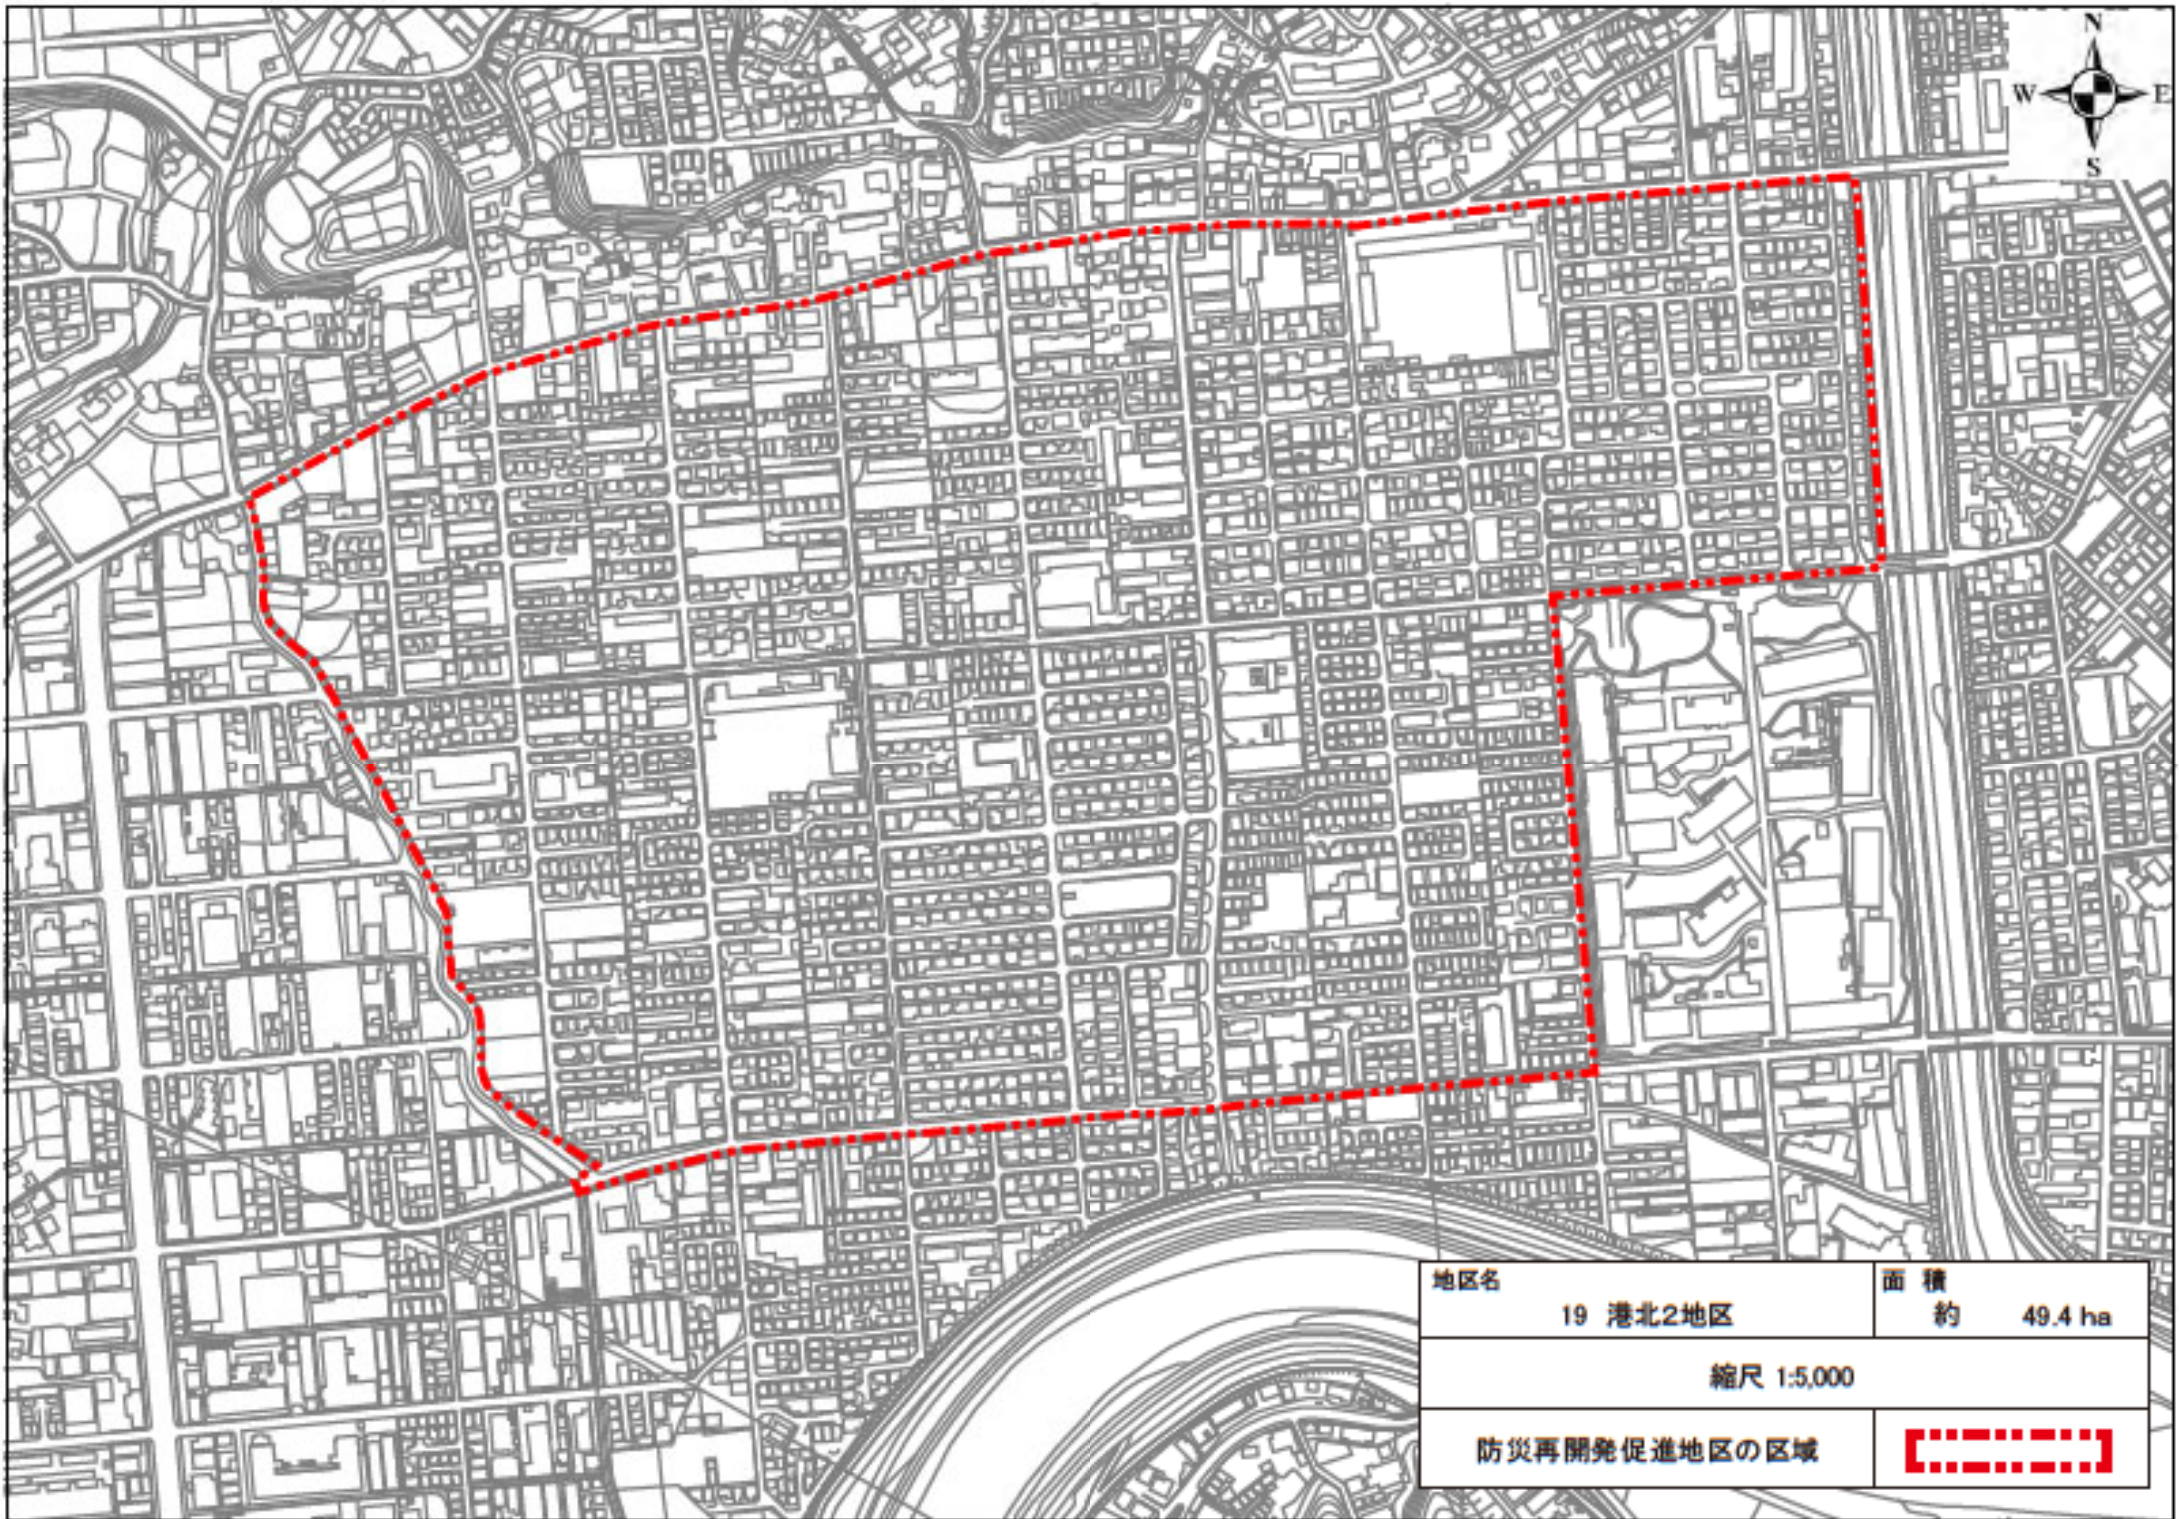 N
W E
S
地区名
19 港北2地区
面 積
約 49.4 ha
縮尺 1:5,000
防災再開発促進地区の区域